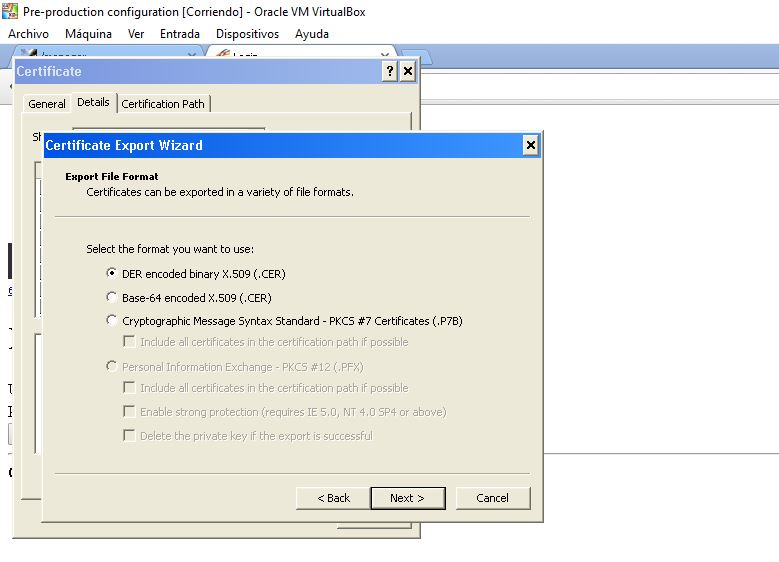 Pre-production configuration [Corriendo] - Oracle VM VirtualBox
Archivo Máquina Ver Entrada Dispositivos Ayuda
Certificate
General Details Certification Path
Certificate Export Wizard
Export File Format
Certificates can be exported in a variety of file formats.
Select the format you want to use:
DER encoded binary X.509 (.CER)
Base-64 encoded X.509 (.CER)
Cryptographic Message Syntax Standard - PKCS #7 Certificates (.P7B)
Include all certificates in the certification path if possible
Personal Information Exchange - PKCS #12 (.PFX)
Include all certificates in the certification path if possible
Enable strong protection (requires IE 5.0, NT 4.0 SP4 or above)
Delete the private key if the export is successful
< Back Next > Cancel